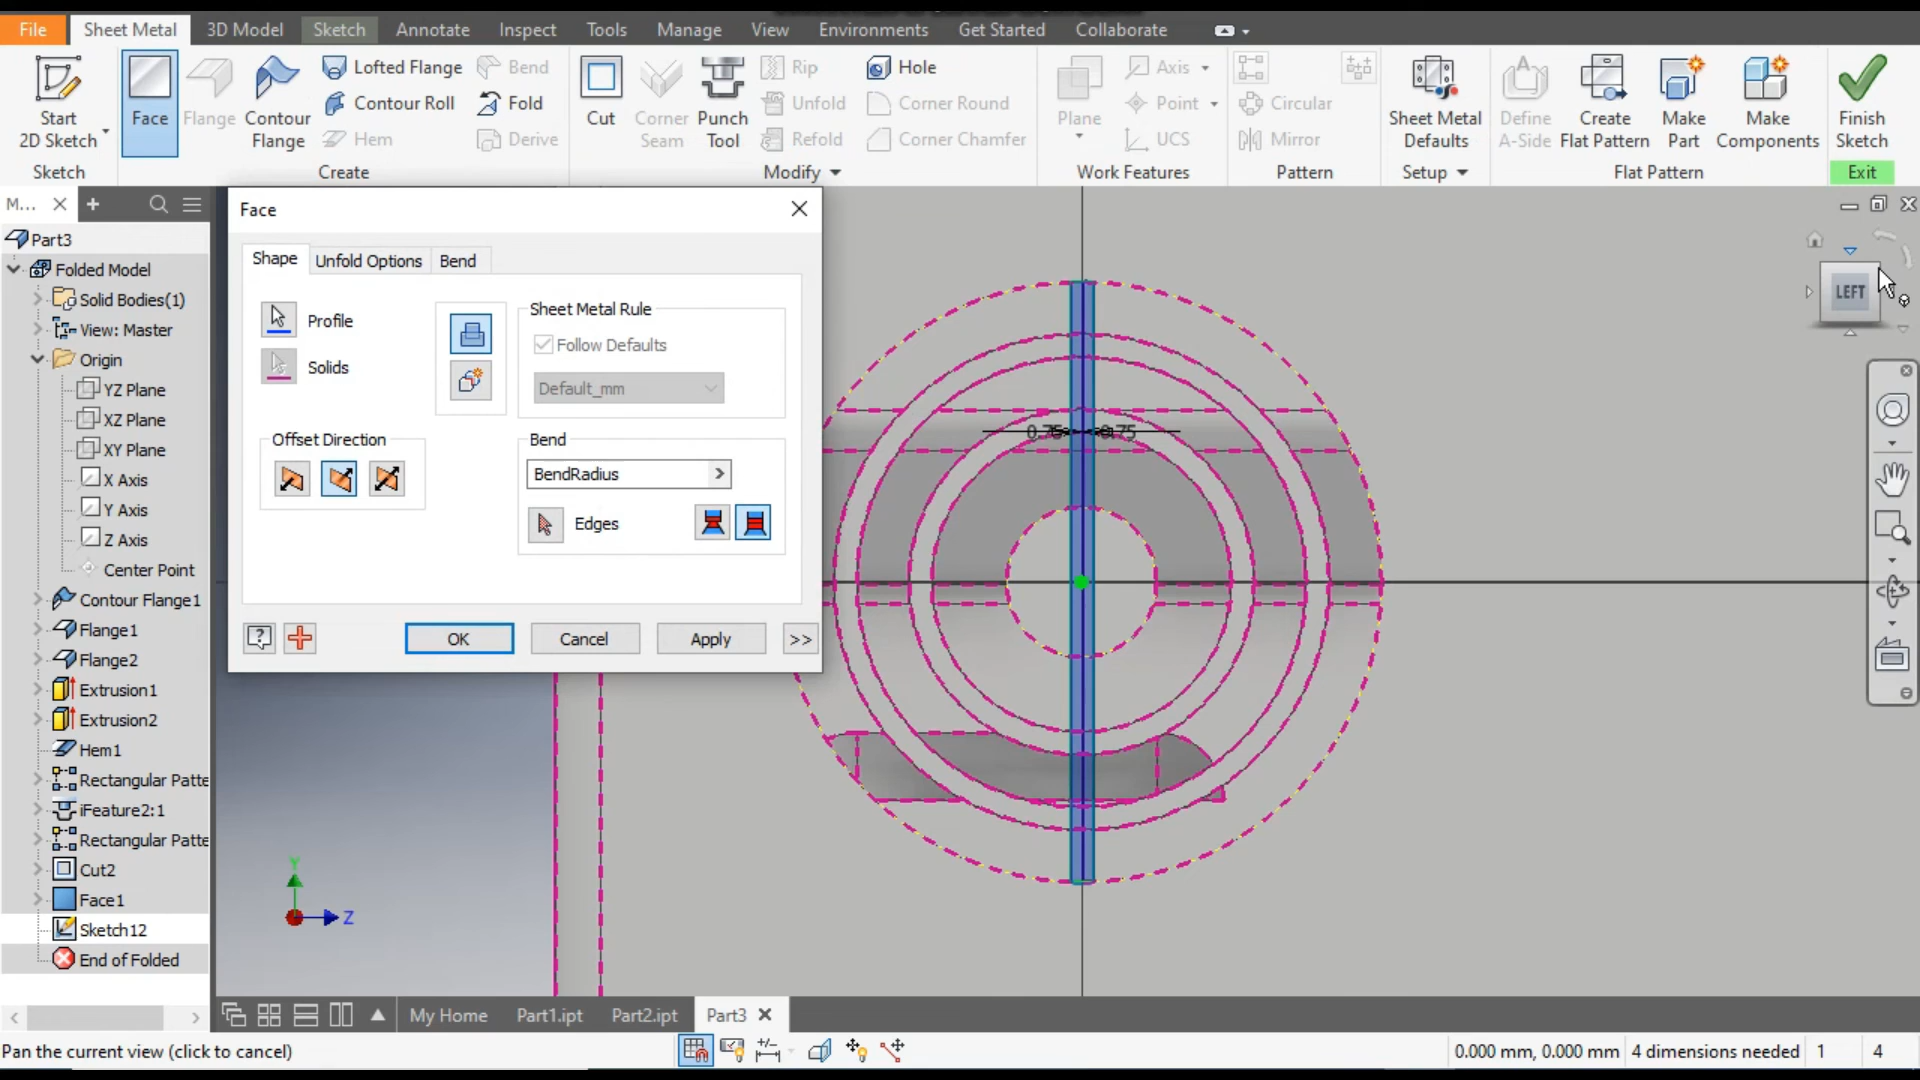 File Sheet Metal 3D Model Sketch Annotate Inspect Tools Manage View Environments Get Started Collaborate
Start 2D Sketch
Sketch
Face
Flange
Contour Flange
Lofted Flange
Contour Roll
Hem
Bend
Fold
Derive
Create
Cut
Corner Seam
Punch Tool
Rip
Unfold
Refold
Hole
Corner Round
Corner Chamfer
Modify
Plane
Axis
Point
UCS
Work Features
Circular
Mirror
Pattern
Sheet Metal Defaults
Setup
Define A-Side
Create Flat Pattern
Make Part
Make Components
Flat Pattern
Finish Sketch
Exit
M...
Part3
Folded Model
Solid Bodies(1)
View: Master
Origin
YZ Plane
XZ Plane
XY Plane
X Axis
Y Axis
Z Axis
Center Point
Contour Flange1
Flange1
Flange2
Extrusion1
Extrusion2
Hem1
Rectangular Patte
iFeature2:1
Rectangular Patte
Cut2
Face1
Sketch12
End of Folded
Face
Shape Unfold Options Bend
Profile
Solids
Offset Direction
Sheet Metal Rule
Follow Defaults
Default_mm
Bend
BendRadius
Edges
?
OK Cancel Apply >>
0.75 0.75
LEFT
Y
Z
My Home Part1.ipt Part2.ipt Part3
Pan the current view (click to cancel)
0.000 mm, 0.000 mm 4 dimensions needed 1 4